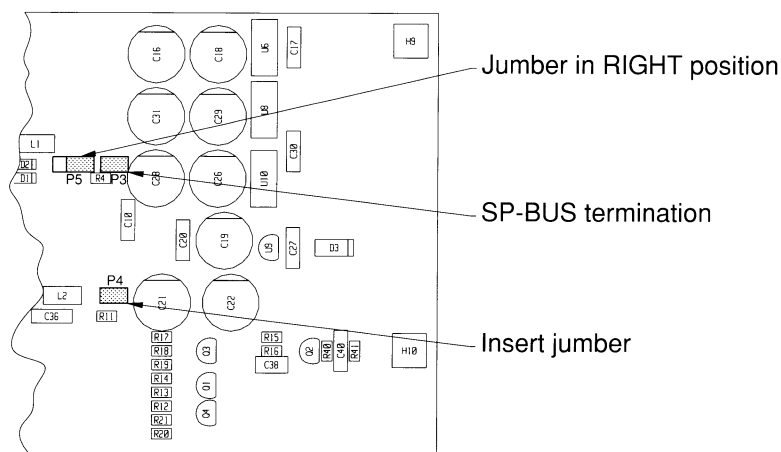 C16
C18
U6
C17
H9
Jumber in RIGHT position
C31
C29
U8
L1
C30
D2
D1
P5
R4
P3
C28
C26
U10
SP-BUS termination
C10
C20
C19
U9
C27
D3
P4
L2
C36
R11
C21
C22
Insert jumber
R17
R18
R19
R14
R13
R12
R21
R20
Q3
Q1
Q4
R15
R16
C38
Q2
R40
C40
R41
H10